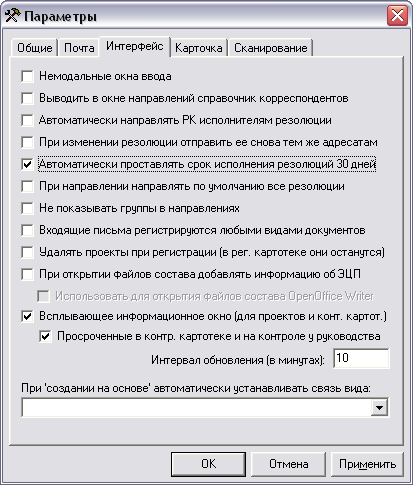 Параметры
Общие Почта Интерфейс Карточка Сканирование
Немодальные окна ввода
Выводить в окне направлений справочник корреспондентов
Автоматически направлять РК исполнителям резолюции
При изменении резолюции отправить ее снова тем же адресатам
Автоматически проставлять срок исполнения резолюций 30 дней
При направлении направлять по умолчанию все резолюции
Не показывать группы в направлениях
Входящие письма регистрируются любыми видами документов
Удалять проекты при регистрации (в рег. картотеке они останутся)
При открытии файлов состава добавлять информацию об ЭЦП
Использовать для открытия файлов состава OpenOffice Writer
Всплывающее информационное окно (для проектов и конт. картот.)
Просроченные в контр. картотеке и на контроле у руководства
Интервал обновления (в минутах): 10
При 'создании на основе' автоматически устанавливать связь вида:
OK Отмена Применить